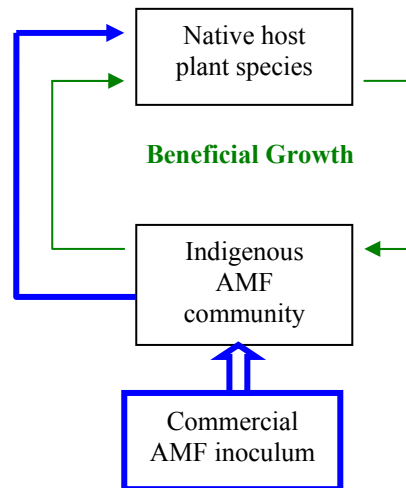 Native host
plant species
Beneficial Growth
Indigenous
AMF
community
Commercial
AMF inoculum